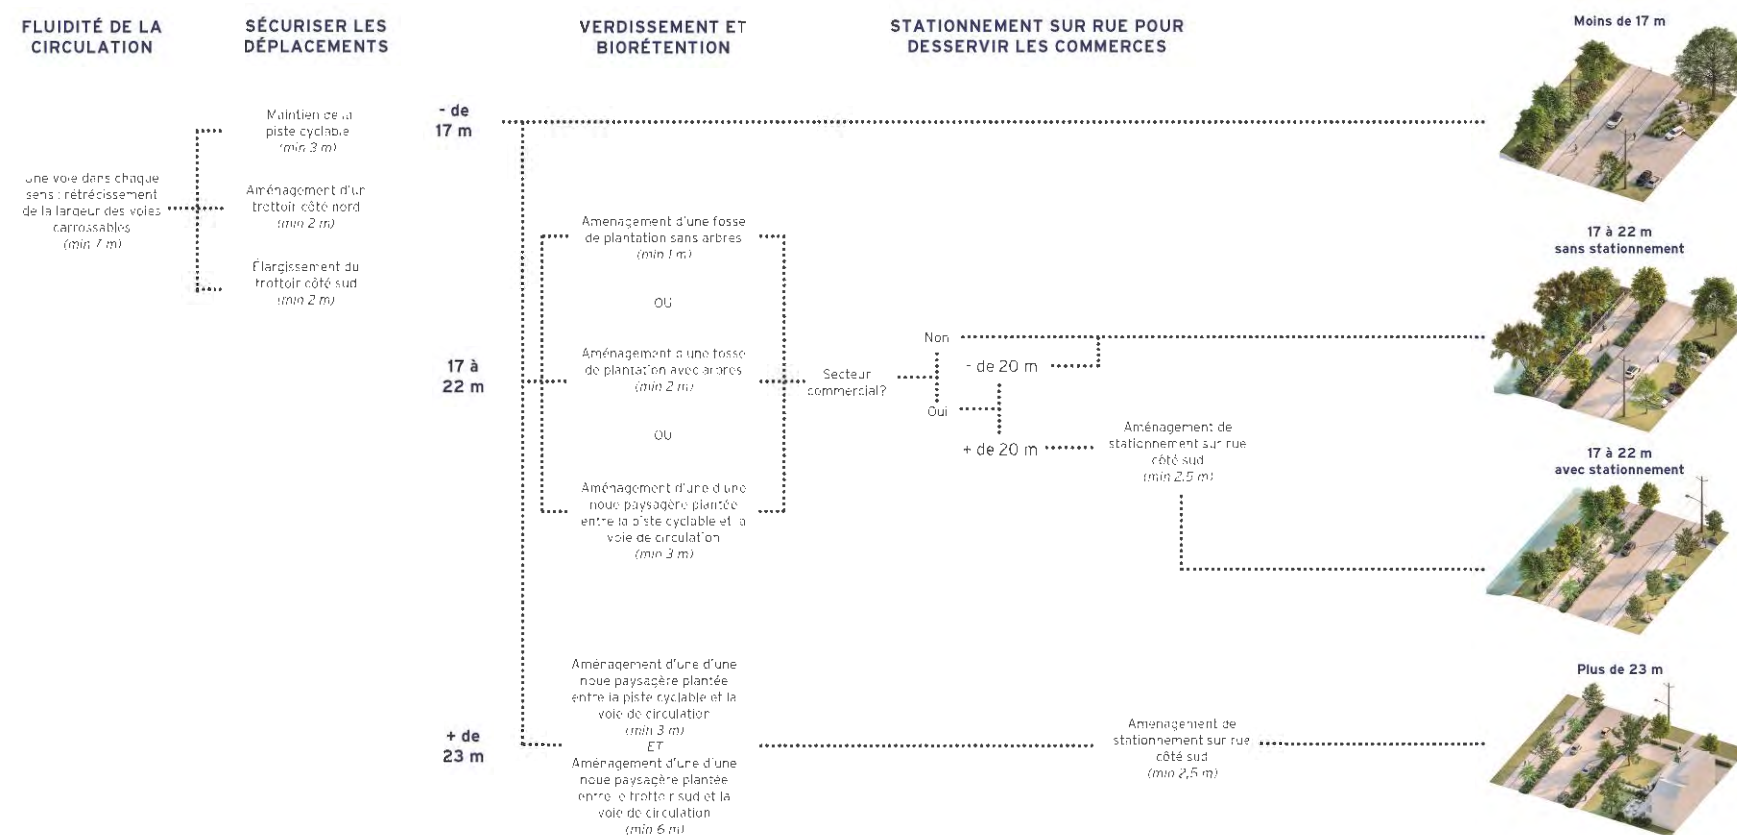 FLUIDITÉ DE LA
CIRCULATION
SÉCURISER LES
DÉPLACEMENTS
VERDISSEMENT ET
BIORÉTENTION
STATIONNEMENT SUR RUE POUR
DESSERVIR LES COMMERCES
Une voie dans chaque
sens : rétrécissement
de la largeur des voies
carrossables
(min 7 m)
Maintien de la
piste cyclable
(min 3 m)
Aménagement d'un
trottoir côté nord
(min 2 m)
Élargissement du
trottoir côté sud
(min 2 m)
- de
17 m
17 à
22 m
+ de
23 m
Amenagement d'une fosse
de plantation sans arbres
(min 1 m)
OU
Aménagement d'une fosse
de plantation avec arbres
(min 2 m)
OU
Aménagement d'une d'une
noue paysagère plantée
entre la piste cyclable et la
voie de circulation
(min 3 m)
Secteur
commercial?
Non
- de 20 m
Oui
+ de 20 m
Aménagement de
stationnement sur rue
côté sud
(min 2,5 m)
Aménagement d'une d'une
noue paysagère plantée
entre la piste cyclable et la
voie de circulation
(min 3 m)
ET
Aménagement d'une d'une
noue paysagère plantée
entre le trottoir sud et la
voie de circulation
(min 6 m)
Amenagement de
stationnement sur rue
côté sud
(min 2,5 m)
Moins de 17 m
17 à 22 m
sans stationnement
17 à 22 m
avec stationnement
Plus de 23 m